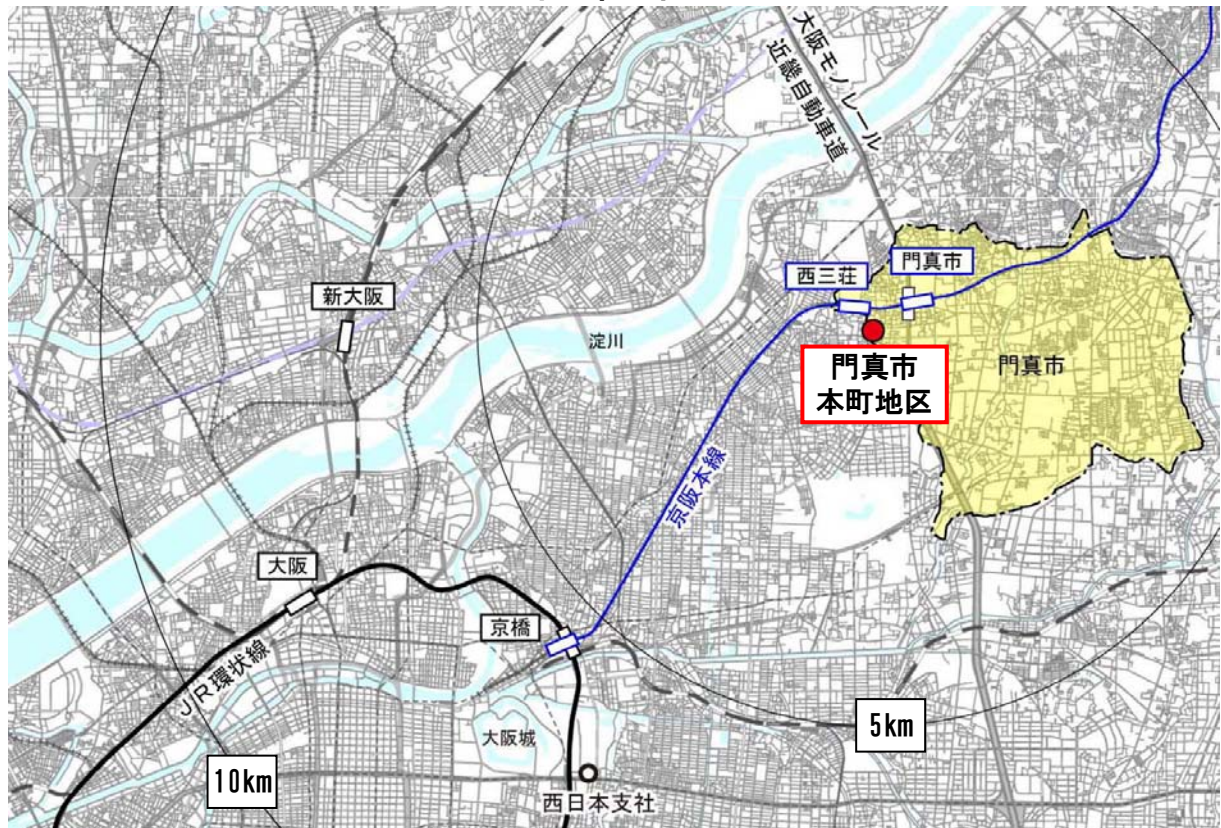 大阪モノレール
近畿自動車道
門真市
西三荘
新大阪
淀川
門真市
本町地区
門真市
京阪本線
大阪
京橋
JR環状線
5km
大阪城
10km
西日本支社